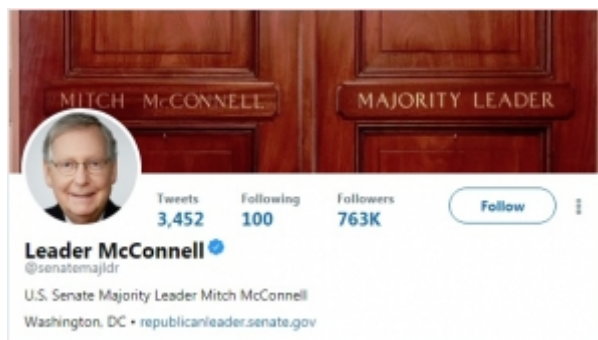 MITCH McCONNELL
MAJORITY LEADER
Tweets Following Followers
3,452 100 763K
Follow
Leader McConnell
@senatemajldr
U.S. Senate Majority Leader Mitch McConnell
Washington, DC • republicanleader.senate.gov